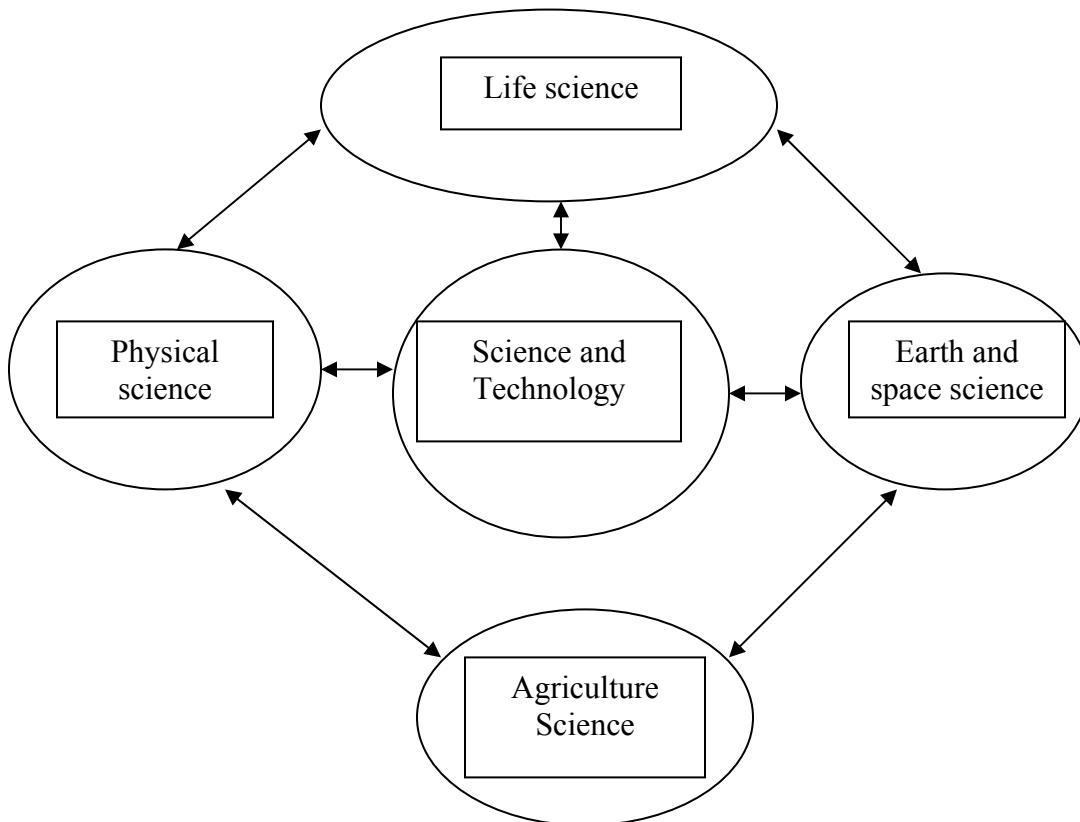 Life science
Physical
science
Science and
Technology
Earth and
space science
Agriculture
Science